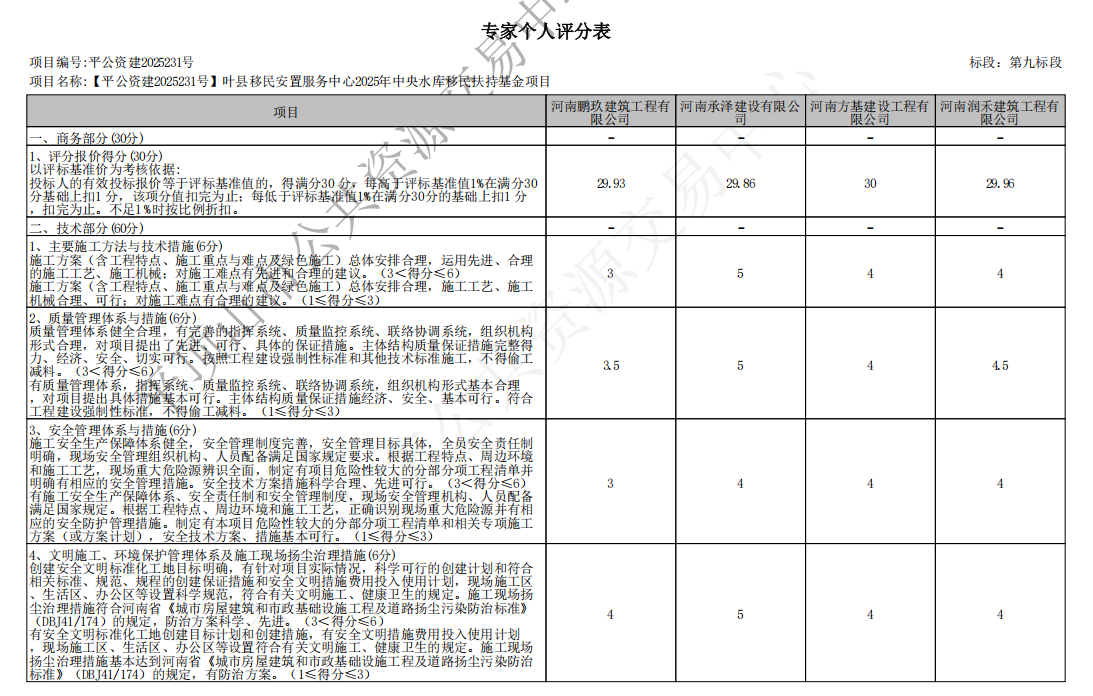 专家个人评分表
项目编号:平公资建2025231号
标段: 第九标段
项目名称:【平公资建2025231号】叶县移民安置服务中心2025年中央水库移民扶持基金项目
项目
河南鹏玖建筑工程有
限公司
河南承泽建设有限公
司
河南方基建设工程有
限公司
河南润禾建筑工程有
限公司
一、商务部分(30分)
-
-
-
-
1、评分报价得分(30分)
以评标基准价为考核依据:
投标人的有效投标报价等于评标基准值的，得满分30 分，每高于评标基准值1%在满分30
分基础上扣1 分，该项分值扣完为止；每低于评标基准值1%在满分30分的基础上扣1 分
，扣完为止。不足1%时按比例折扣。
29.93
29.86
30
29.96
二、技术部分(60分)
-
-
-
-
1、主要施工方法与技术措施(6分)
施工方案（含工程特点、施工重点与难点及绿色施工）总体安排合理，运用先进、合理
的施工工艺、施工机械；对施工难点有先进和合理的建议。（3＜得分≤6）
施工方案（含工程特点、施工重点与难点及绿色施工）总体安排合理，施工工艺、施工
机械合理、可行；对施工难点有合理的建议。（1≤得分≤3）
3
5
4
4
2、质量管理体系与措施(6分)
质量管理体系健全合理，有完善的指挥系统、质量监控系统、联络协调系统，组织机构
形式合理，对项目提出了先进、可行、具体的保证措施。主体结构质量保证措施完整得
力、经济、安全、切实可行。按照工程建设强制性标准和其他技术标准施工，不得偷工
减料。（3＜得分≤6）
有质量管理体系，指挥系统、质量监控系统、联络协调系统，组织机构形式基本合理
，对项目提出具体措施基本可行。主体结构质量保证措施经济、安全、基本可行。符合
工程建设强制性标准，不得偷工减料。（1≤得分≤3）
3.5
5
4
4.5
3、安全管理体系与措施(6分)
施工安全生产保障体系健全，安全管理制度完善，安全管理目标具体，全员安全责任制
明确，现场安全管理组织机构、人员配备满足国家规定要求。根据工程特点、周边环境
和施工工艺，现场重大危险源辨识全面，制定有项目危险性较大的分部分项工程清单并
明确有相应的安全管理措施。安全技术方案措施科学合理、先进可行。（3＜得分≤6）
有施工安全生产保障体系、安全责任制和安全管理制度，现场安全管理机构、人员配备
满足国家规定。根据工程特点、周边环境和施工工艺，正确识别现场重大危险源并有相
应的安全防护管理措施。制定有本项目危险性较大的分部分项工程清单和相关专项施工
方案（或方案计划），安全技术方案、措施基本可行。（1≤得分≤3）
3
4
4
4
4、文明施工、环境保护管理体系及施工现场扬尘治理措施(6分)
创建安全文明标准化工地目标明确，有针对项目实际情况，科学可行的创建计划和符合
相关标准、规范、规程的创建保证措施和安全文明措施费用投入使用计划，现场施工区
、生活区、办公区等设置科学规范，符合有关文明施工、健康卫生的规定。施工现场扬
尘治理措施符合河南省《城市房屋建筑和市政基础设施工程及道路扬尘污染防治标准》
（DBJ41/174）的规定，防治方案科学、先进。（3＜得分≤6）
有安全文明标准化工地创建目标计划和创建措施，有安全文明措施费用投入使用计划
，现场施工区、生活区、办公区等设置符合有关文明施工、健康卫生的规定。施工现场
扬尘治理措施基本达到河南省《城市房屋建筑和市政基础设施工程及道路扬尘污染防治
标准》（DBJ41/174）的规定，有防治方案。（1≤得分≤3）
4
5
4
4